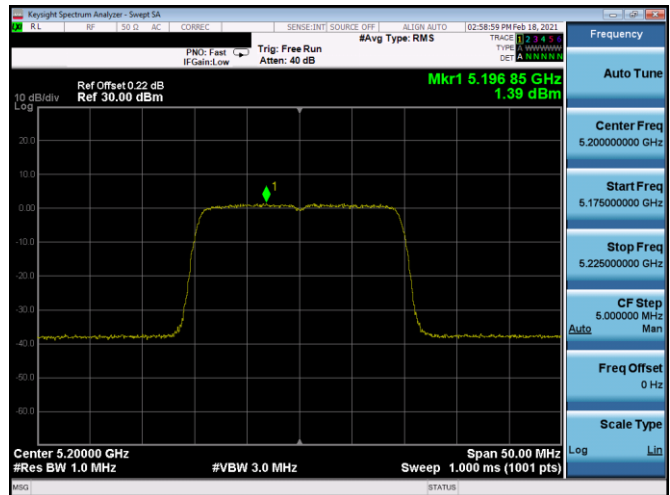 Keysight Spectrum Analyzer - Swept SA
RL RF 50 Ω AC CORREC SENSE:INT SOURCE OFF ALIGN AUTO 02:58:59 PM Feb 18, 2021
Frequency
#Avg Type: RMS
TRACE 1 2 3 4 5 6
PNO: Fast
Trig: Free Run
TYPE A WWWWW
IFGain:Low
Atten: 40 dB
DET A N N N N N
Auto Tune
Mkr1 5.196 85 GHz
1.39 dBm
Ref Offset 0.22 dB
10 dB/div Ref 30.00 dBm
Log
Center Freq
5.200000000 GHz
20.0
1
Start Freq
5.175000000 GHz
10.0
0.00
Stop Freq
5.225000000 GHz
-10.0
-20.0
CF Step
5.000000 MHz
Auto Man
-30.0
-40.0
Freq Offset
0 Hz
-50.0
-60.0
Scale Type
Log Lin
Center 5.20000 GHz Span 50.00 MHz
#Res BW 1.0 MHz #VBW 3.0 MHz Sweep 1.000 ms (1001 pts)
MSG STATUS